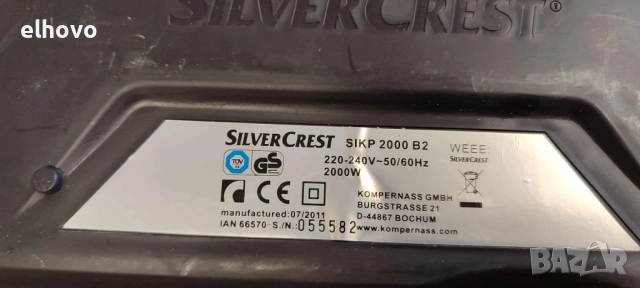 elhovo
SILVERCREST®
SILVERCREST SIKP 2000 B2
220-240V~50/60Hz
2000W
WEEE:
SILVERCREST
TÜV
GS
CE
KOMPERNASS GMBH
BURGSTRASSE 21
D-44867 BOCHUM
www.kompernass.com
manufactured:07/2011
IAN 66570·S./N.: 055582
BAZAR